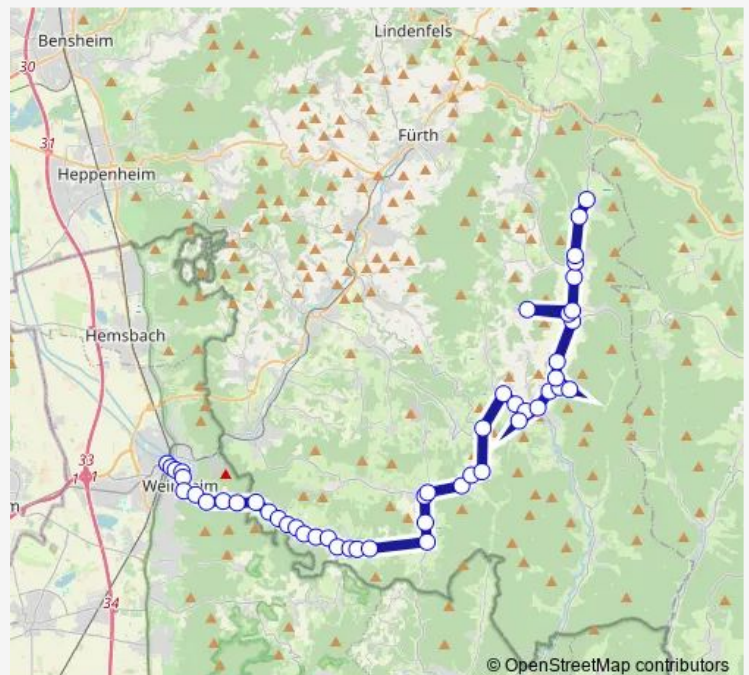 Lindenfels
Bensheim
30
Fürth
31
Heppenheim
Hemsbach
33
Weinheim
34
© OpenStreetMap contributors